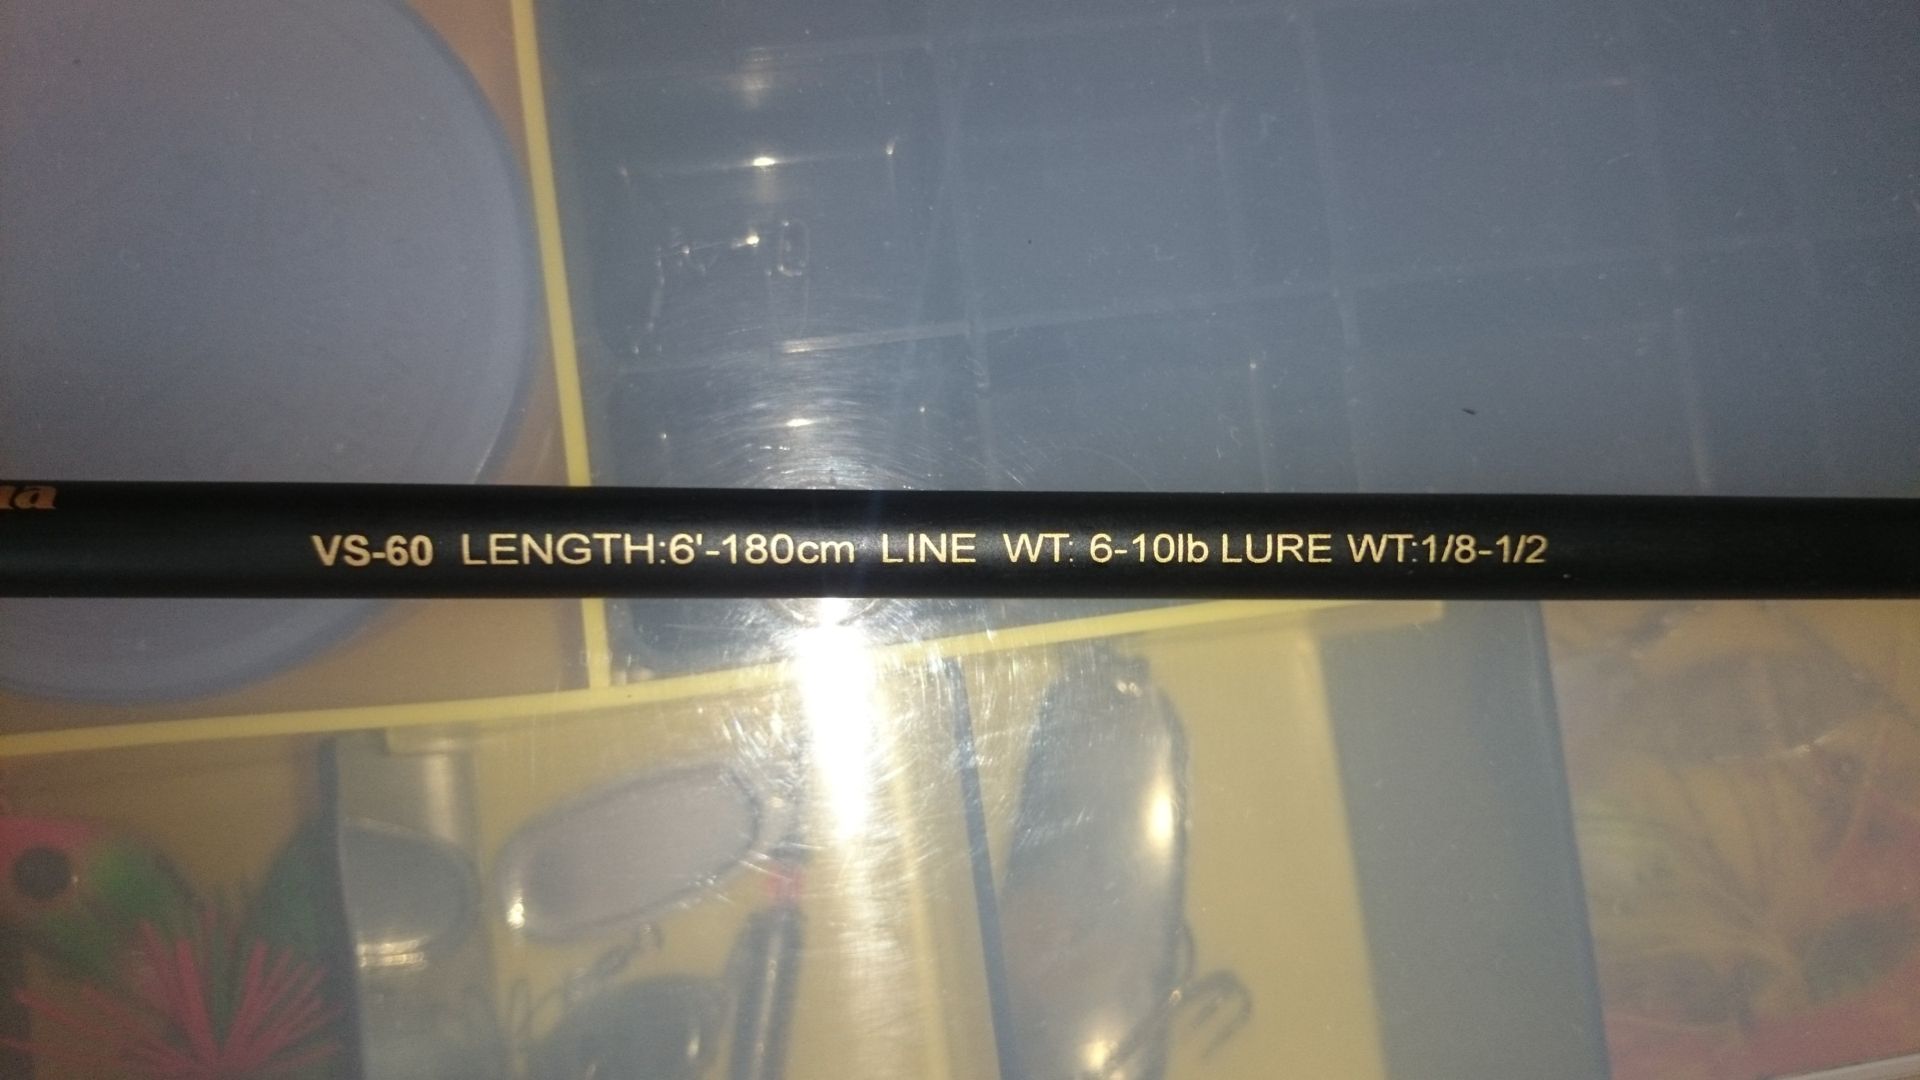 VS-60 LENGTH:6'-180cm LINE WT: 6-10lb LURE WT:1/8-1/2